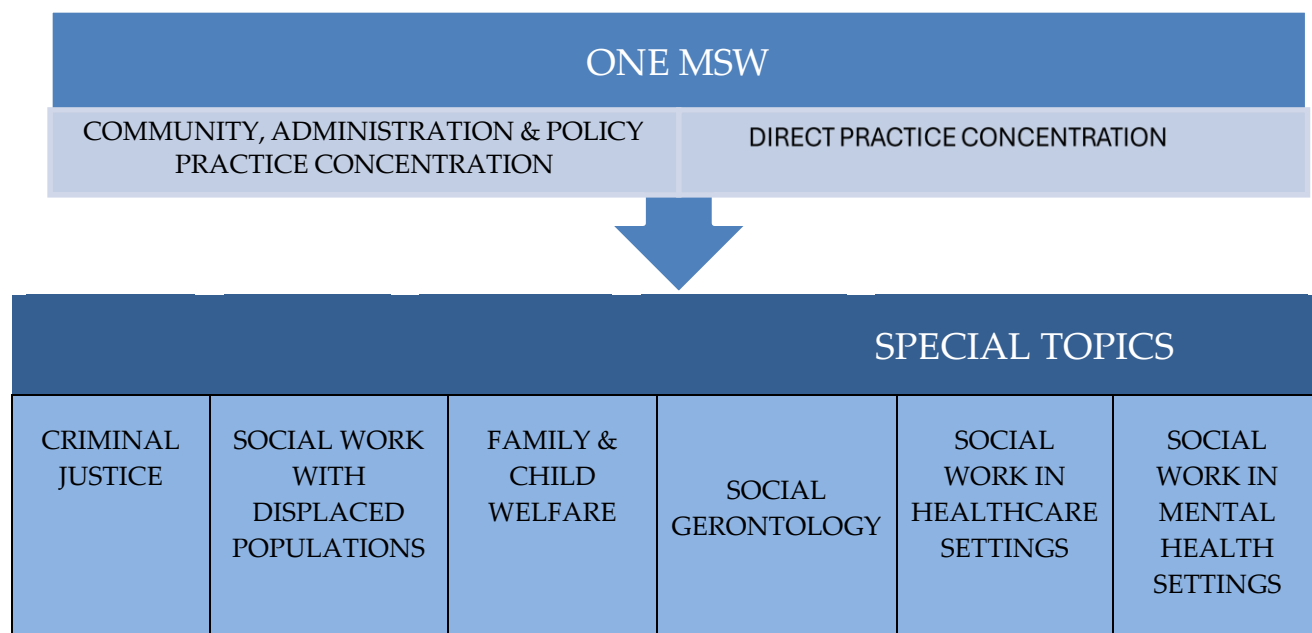 ONE MSW
COMMUNITY, ADMINISTRATION & POLICY
PRACTICE CONCENTRATION
DIRECT PRACTICE CONCENTRATION
SPECIAL TOPICS
CRIMINAL
JUSTICE
SOCIAL WORK
WITH
DISPLACED
POPULATIONS
FAMILY &
CHILD
WELFARE
SOCIAL
GERONTOLOGY
SOCIAL
WORK IN
HEALTHCARE
SETTINGS
SOCIAL
WORK IN
MENTAL
HEALTH
SETTINGS